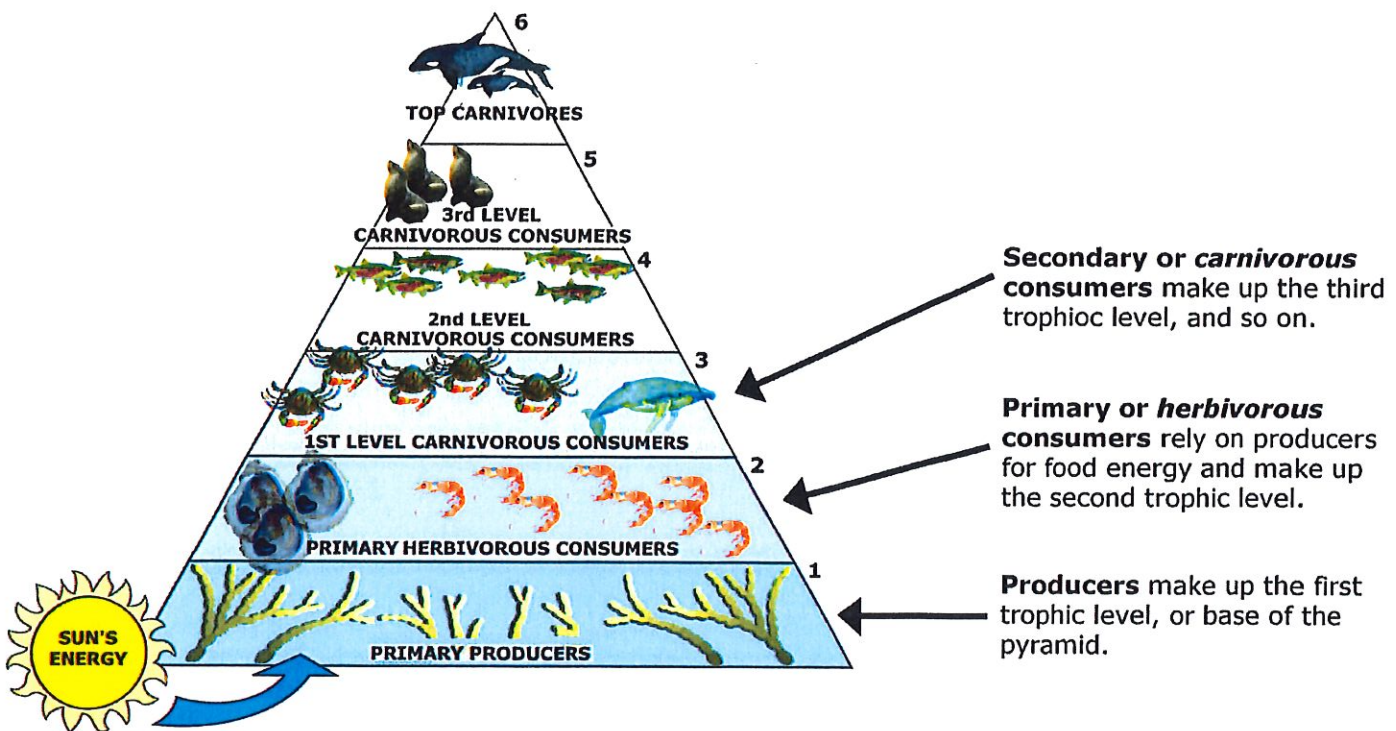 6
TOP CARNIVORES
5
3rd LEVEL
CARNIVOROUS CONSUMERS
4
2nd LEVEL
CARNIVOROUS CONSUMERS
3
1ST LEVEL CARNIVOROUS CONSUMERS
2
PRIMARY HERBIVOROUS CONSUMERS
1
PRIMARY PRODUCERS
SUN'S
ENERGY
Secondary or carnivorous
consumers make up the third
trophioc level, and so on.
Primary or herbivorous
consumers rely on producers
for food energy and make up
the second trophic level.
Producers make up the first
trophic level, or base of the
pyramid.